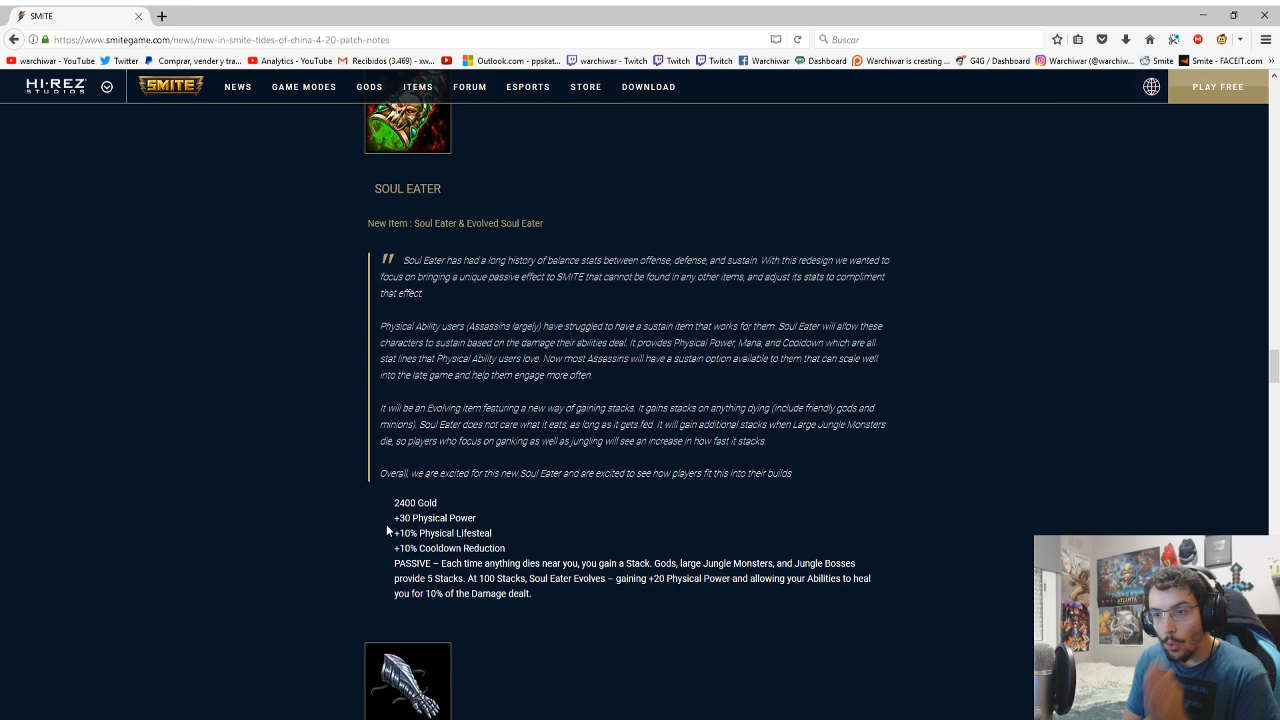 SMITE
https://www.smitegame.com/news/new-in-smite-tides-of-china-4-20-patch-notes
Buscar
warchiwar - YouTube Twitter Comprar, vender y tra... Analytics - YouTube Recibidos (3.469) - xw... Outlook.com - ppskat... warchiwar - Twitch Twitch Twitch Warchiwar Dashboard Warchiwar is creating ... G4G / Dashboard Instagram (@warchiw... Smite Smite - FACEIT.com
HI-REZ STUDIOS SMITE NEWS GAME MODES GODS ITEMS FORUM ESPORTS STORE DOWNLOAD PLAY FREE
SOUL EATER
New Item : Soul Eater & Evolved Soul Eater
" Soul Eater has had a long history of balance stats between offense, defense, and sustain. With this redesign we wanted to
focus on bringing a unique passive effect to SMITE that cannot be found in any other items, and adjust its stats to compliment
that effect.
Physical Ability users (Assassins largely) have struggled to have a sustain item that works for them. Soul Eater will allow these
characters to sustain based on the damage their abilities deal. It provides Physical Power, Mana, and Cooldown which are all
stat lines that Physical Ability users love. Now most Assassins will have a sustain option available to them that can scale well
into the late game and help them engage more often.
It will be an Evolving item featuring a new way of gaining stacks. It gains stacks on anything dying (include friendly gods and
minions). Soul Eater does not care what it eats, as long as it gets fed. It will gain additional stacks when Large Jungle Monsters
die, so players who focus on ganking as well as jungling will see an increase in how fast it stacks.
Overall, we are excited for this new Soul Eater and are excited to see how players fit this into their builds
2400 Gold
+30 Physical Power
+10% Physical Lifesteal
+10% Cooldown Reduction
PASSIVE – Each time anything dies near you, you gain a Stack. Gods, large Jungle Monsters, and Jungle Bosses
provide 5 Stacks. At 100 Stacks, Soul Eater Evolves – gaining +20 Physical Power and allowing your Abilities to heal
you for 10% of the Damage dealt.
ATLANTA